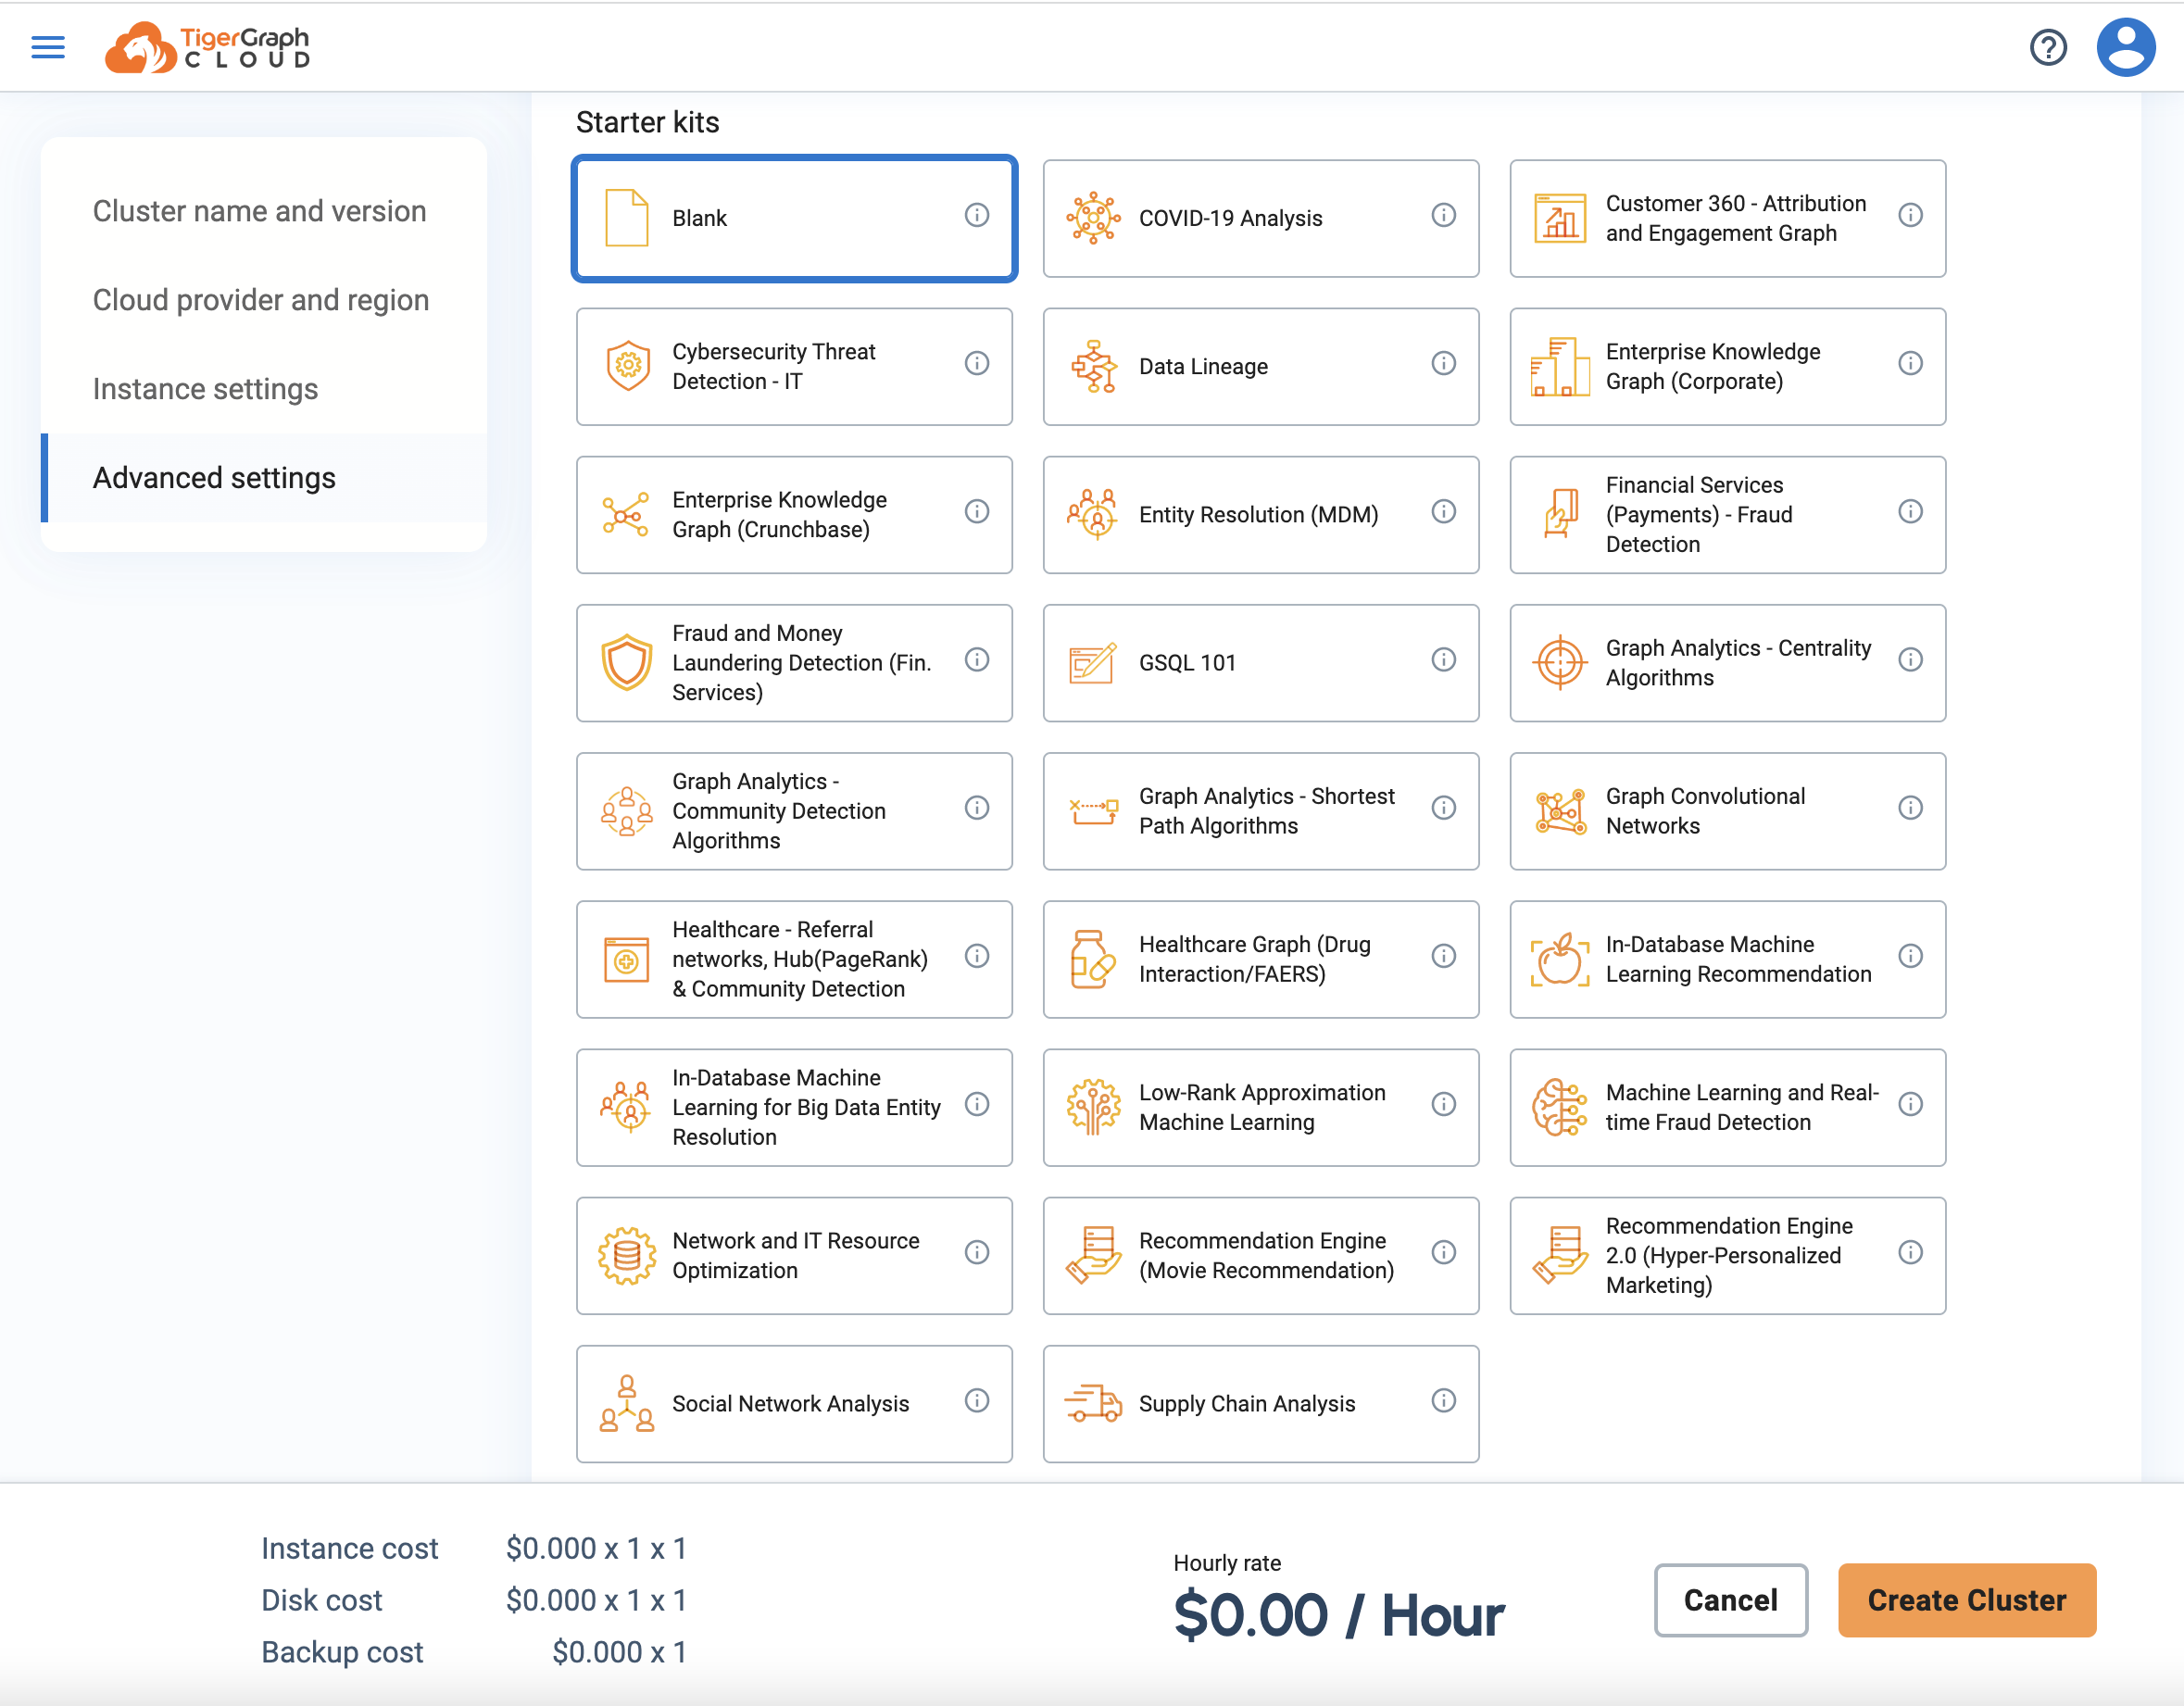 TigerGraph
CLOUD
Cluster name and version
Cloud provider and region
Instance settings
Advanced settings
Starter kits
Blank
COVID-19 Analysis
Customer 360 - Attribution
and Engagement Graph
Cybersecurity Threat
Detection - IT
Data Lineage
Enterprise Knowledge
Graph (Corporate)
Enterprise Knowledge
Graph (Crunchbase)
Entity Resolution (MDM)
Financial Services
(Payments) - Fraud
Detection
Fraud and Money
Laundering Detection (Fin.
Services)
GSQL 101
Graph Analytics - Centrality
Algorithms
Graph Analytics -
Community Detection
Algorithms
Graph Analytics - Shortest
Path Algorithms
Graph Convolutional
Networks
Healthcare - Referral
networks, Hub(PageRank)
& Community Detection
Healthcare Graph (Drug
Interaction/FAERS)
In-Database Machine
Learning Recommendation
In-Database Machine
Learning for Big Data Entity
Resolution
Low-Rank Approximation
Machine Learning
Machine Learning and Real-
time Fraud Detection
Network and IT Resource
Optimization
Recommendation Engine
(Movie Recommendation)
Recommendation Engine
2.0 (Hyper-Personalized
Marketing)
Social Network Analysis
Supply Chain Analysis
Instance cost $0.000 x 1 x 1
Disk cost $0.000 x 1 x 1
Backup cost $0.000 x 1
Hourly rate
$0.00 / Hour
Cancel
Create Cluster